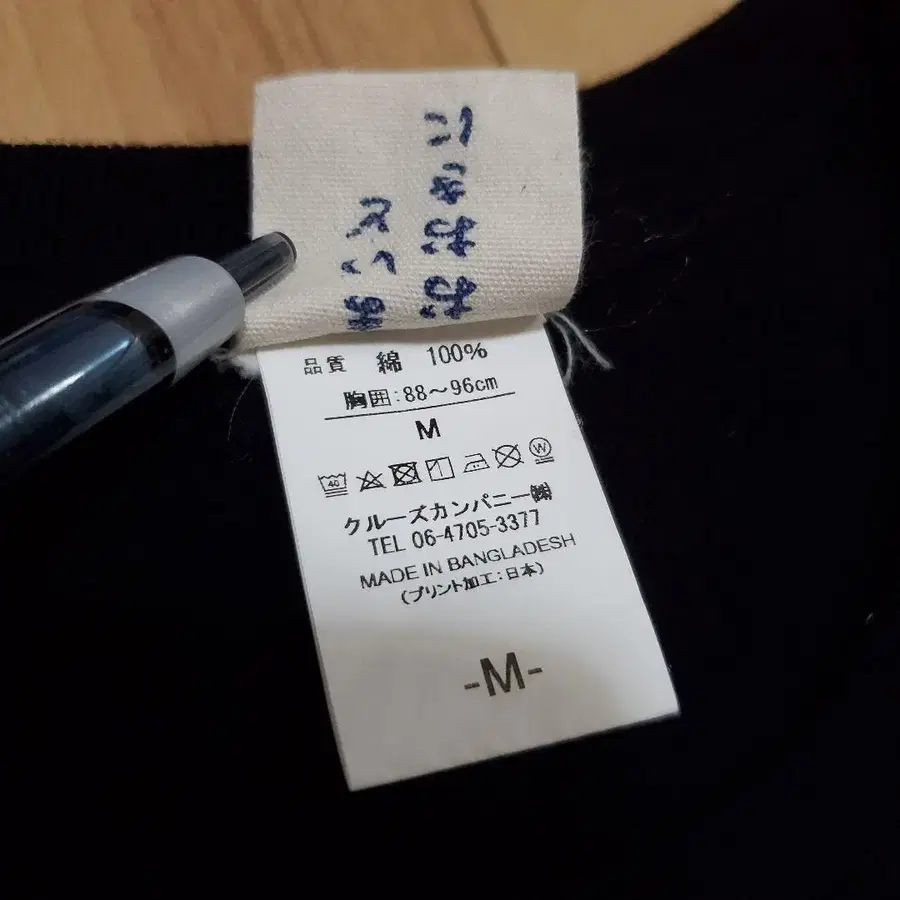 品質 綿 100%
胸囲:88～96cm
M
40 W
クルーズカンパニー㈱
TEL 06-4705-3377
MADE IN BANGLADESH
(プリント加工:日本)
-M-